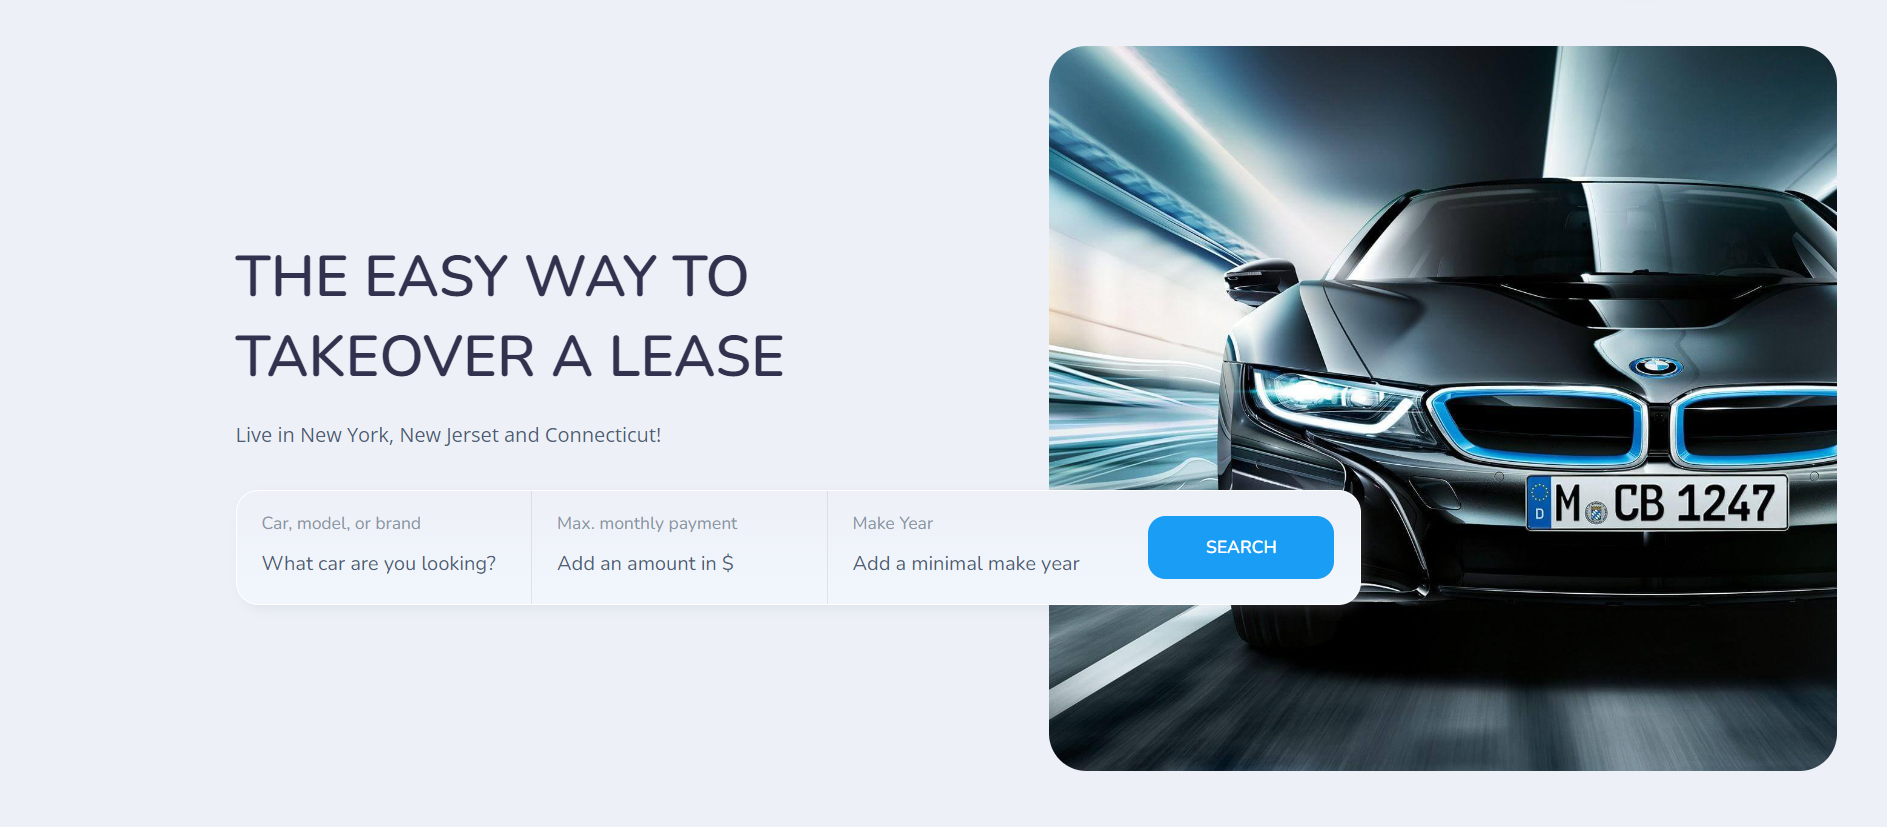 THE EASY WAY TO
TAKEOVER A LEASE
Live in New York, New Jerset and Connecticut!
Car, model, or brand
What car are you looking?
Max. monthly payment
Add an amount in $
Make Year
Add a minimal make year
SEARCH
BMW
D
M CB 1247